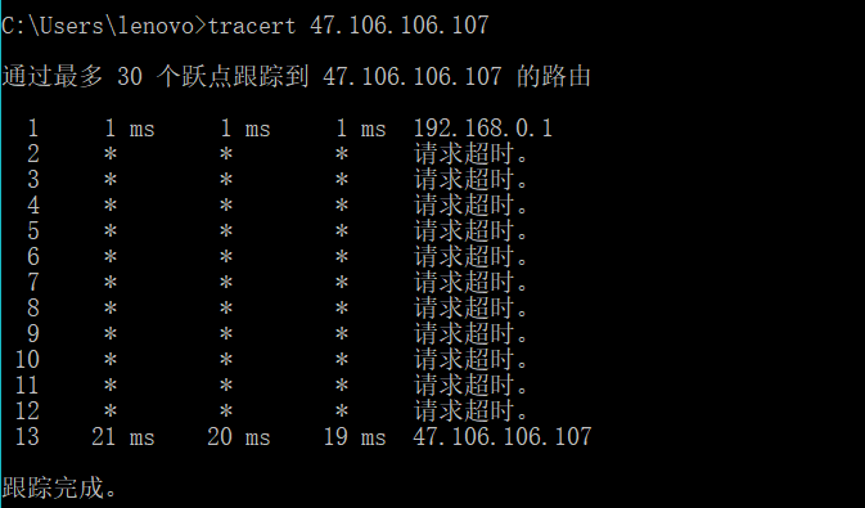 C:\Users\lenovo>tracert 47.106.106.107
通过最多 30 个跃点跟踪到 47.106.106.107 的路由
1 1 ms 1 ms 1 ms 192.168.0.1
2 * * * 请求超时。
3 * * * 请求超时。
4 * * * 请求超时。
5 * * * 请求超时。
6 * * * 请求超时。
7 * * * 请求超时。
8 * * * 请求超时。
9 * * * 请求超时。
10 * * * 请求超时。
11 * * * 请求超时。
12 * * * 请求超时。
13 21 ms 20 ms 19 ms 47.106.106.107
跟踪完成。